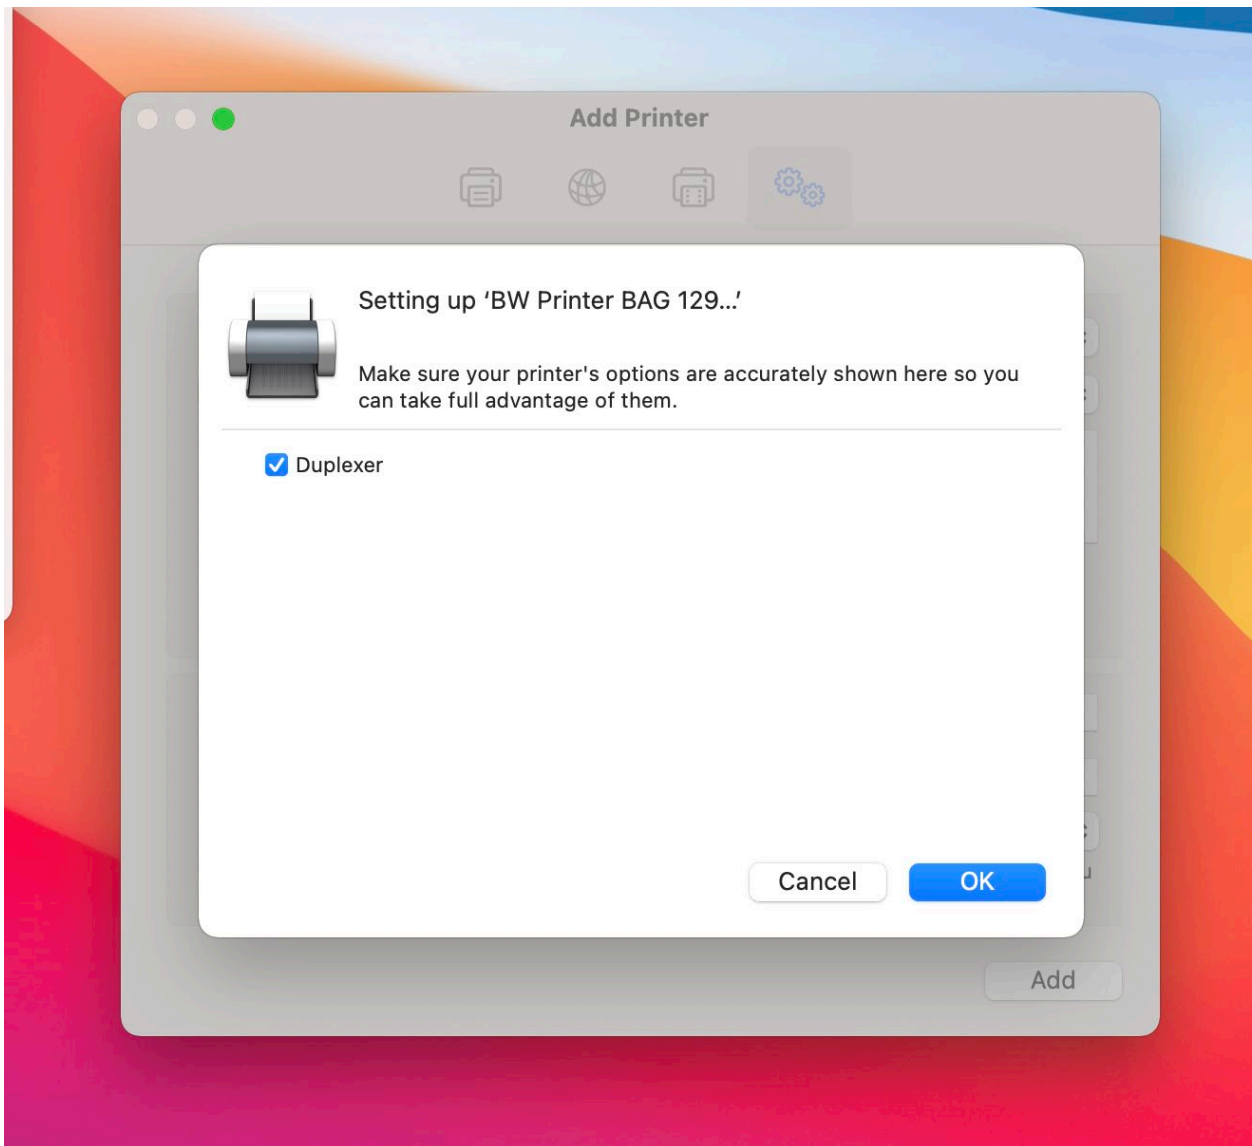 Add Printer
Setting up ‘BW Printer BAG 129...’
Make sure your printer's options are accurately shown here so you
can take full advantage of them.
Duplexer
Cancel
OK
Add